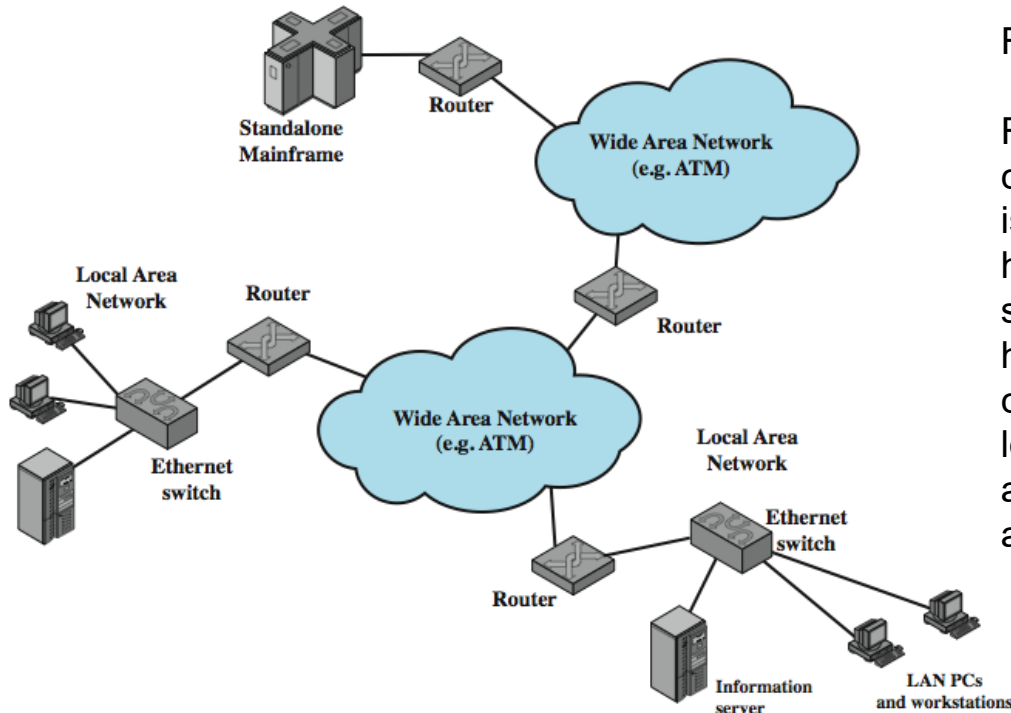 Standalone
Mainframe
Router
Wide Area Network
(e.g. ATM)
Local Area
Network
Router
Router
Ethernet
switch
Wide Area Network
(e.g. ATM)
Local Area
Network
Ethernet
switch
Router
Information
server
LAN PCs
and workstations